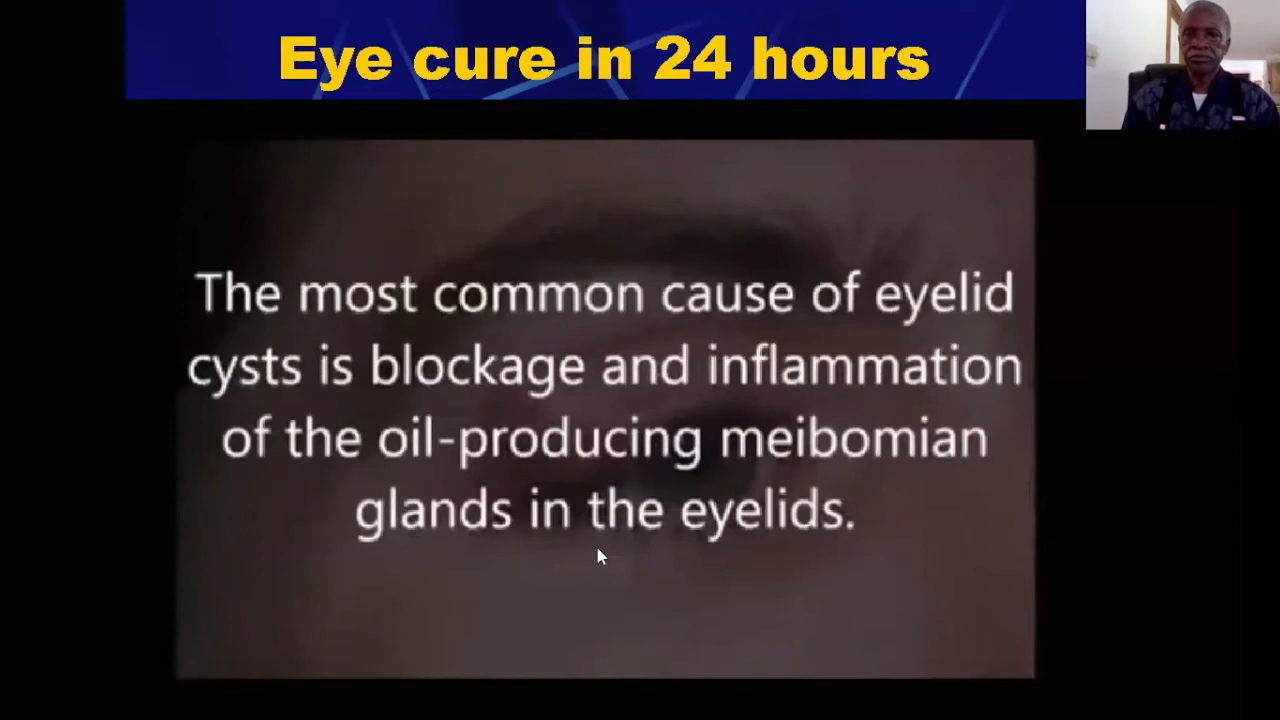 Eye cure in 24 hours
The most common cause of eyelid
cysts is blockage and inflammation
of the oil-producing meibomian
glands in the eyelids.